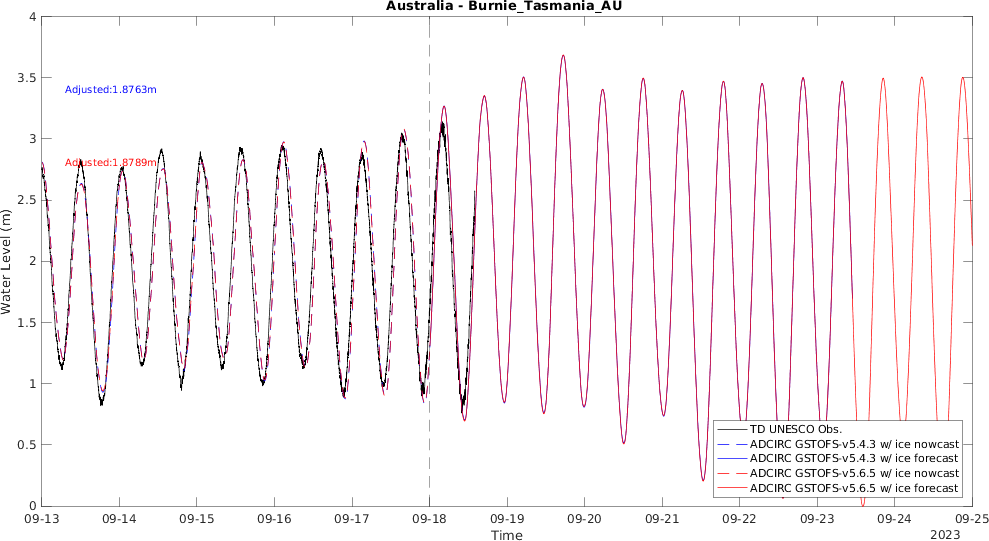 Australia - Burnie_Tasmania_AU
4
3.5
3
2.5
2
1.5
1
0.5
0
Water Level (m)
Adjusted:1.8763m
Adjusted:1.8789m
TD UNESCO Obs.
ADCIRC GSTOFS-v5.4.3 w/ ice nowcast
ADCIRC GSTOFS-v5.4.3 w/ ice forecast
ADCIRC GSTOFS-v5.6.5 w/ ice nowcast
ADCIRC GSTOFS-v5.6.5 w/ ice forecast
09-13 09-14 09-15 09-16 09-17 09-18 09-19 09-20 09-21 09-22 09-23 09-24 09-25
Time
2023